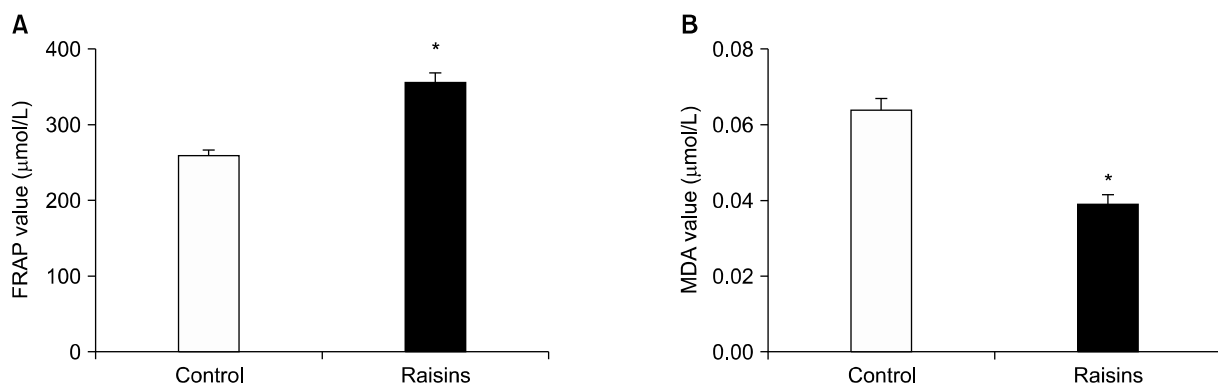 A
FRAP value (μmol/L)
400
300
200
100
0
*
Control
Raisins
B
MDA value (μmol/L)
0.08
0.06
0.04
0.02
0.00
*
Control
Raisins